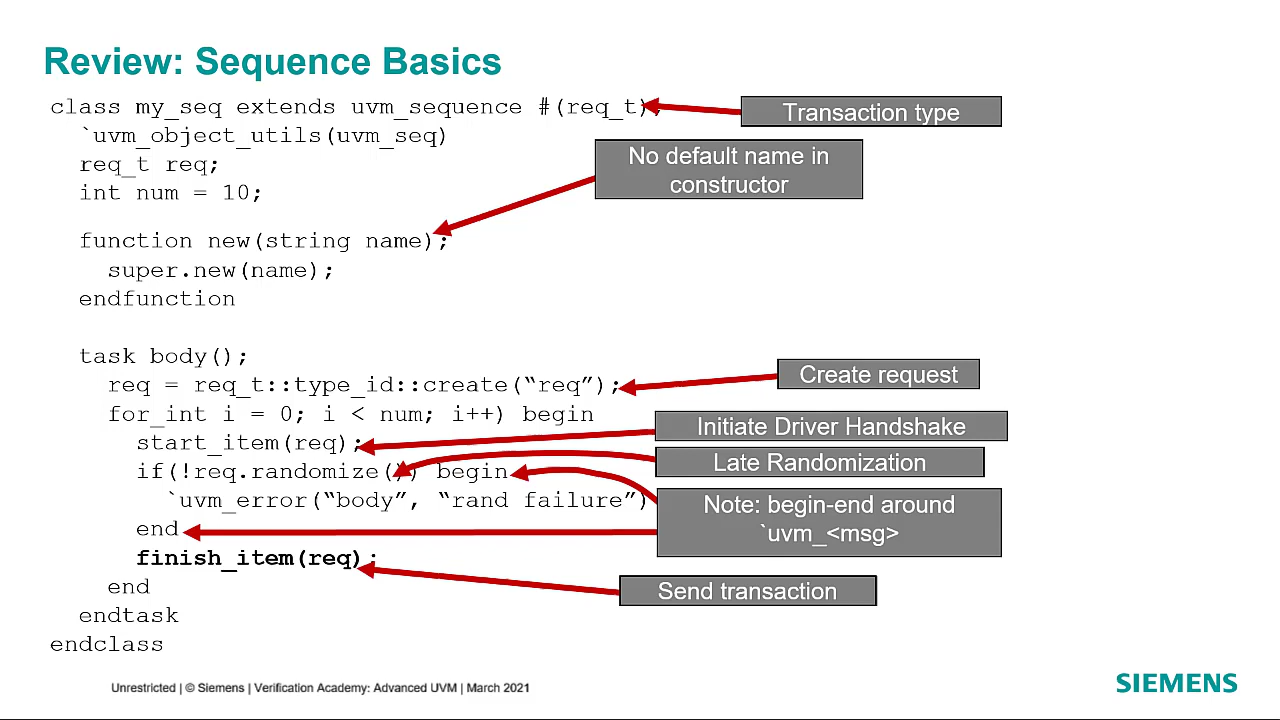 Review: Sequence Basics
class my_seq extends uvm_sequence #(req_t);
Transaction type
`uvm_object_utils(uvm_seq)
req_t req;
int num = 10;
No default name in
constructor
function new(string name);
super.new(name);
endfunction
task body();
req = req_t::type_id::create(“req”);
Create request
for_int i = 0; i < num; i++) begin
start_item(req);
Initiate Driver Handshake
if(!req.randomize()) begin
Late Randomization
`uvm_error(“body”, “rand failure”)
Note: begin-end around
`uvm_<msg>
end
finish_item(req);
Send transaction
end
endtask
endclass
Unrestricted | © Siemens | Verification Academy: Advanced UVM | March 2021
SIEMENS